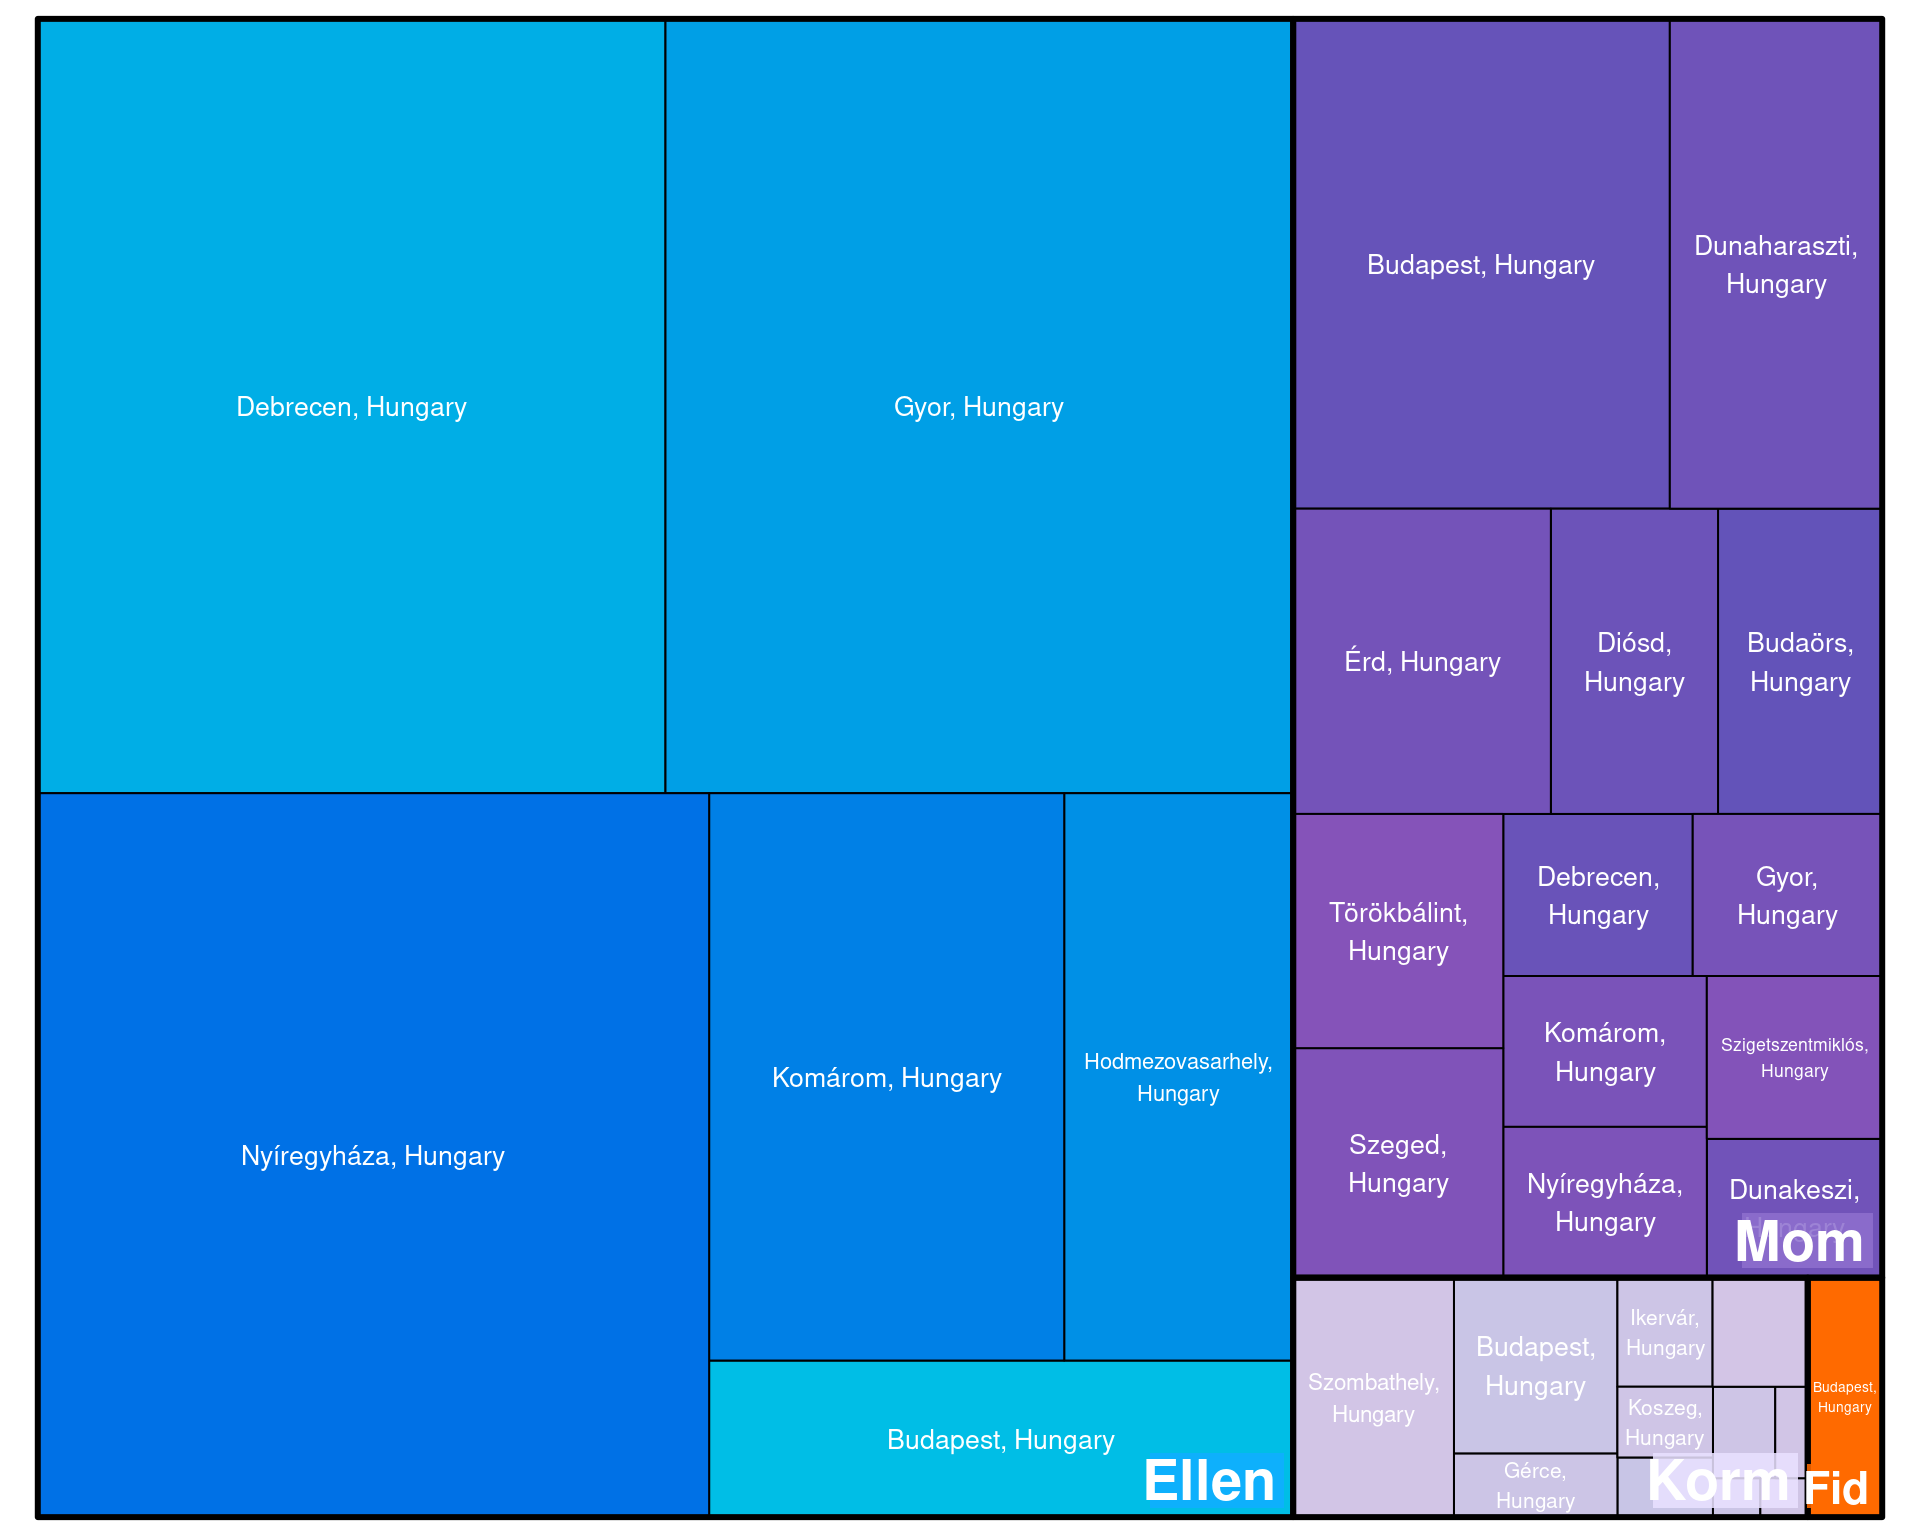 Debrecen, Hungary
Gyor, Hungary
Nyíregyháza, Hungary
Komárom, Hungary
Hodmezovasarhely,
Hungary
Budapest, Hungary
Ellen
Budapest, Hungary
Dunaharaszti,
Hungary
Érd, Hungary
Diósd,
Hungary
Budaörs,
Hungary
Törökbálint,
Hungary
Debrecen,
Hungary
Gyor,
Hungary
Szeged,
Hungary
Komárom,
Hungary
Szigetszentmiklós,
Hungary
Nyíregyháza,
Hungary
Dunakeszi,
Hungary
Mom
Szombathely,
Hungary
Budapest,
Hungary
Gérce,
Hungary
Ikervár,
Hungary
Koszeg,
Hungary
Korm
Budapest,
Hungary
Fid